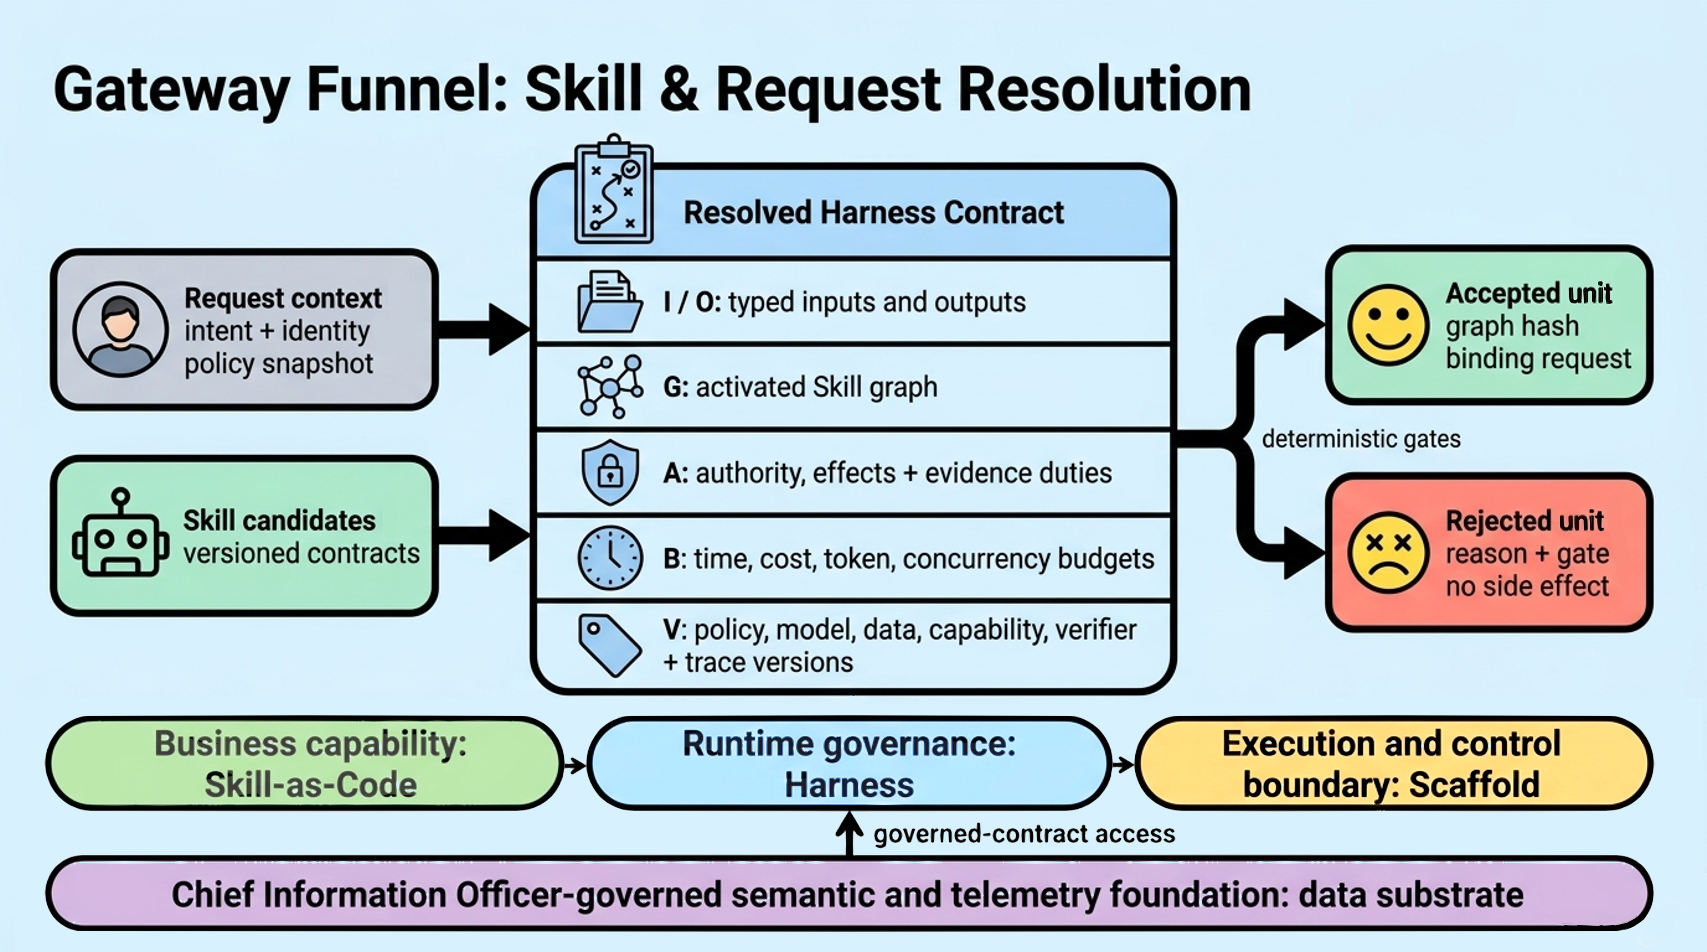 Gateway Funnel: Skill & Request Resolution
Resolved Harness Contract
Request context
intent + identity
policy snapshot
Skill candidates
versioned contracts
I / O: typed inputs and outputs
G: activated Skill graph
A: authority, effects + evidence duties
B: time, cost, token, concurrency budgets
V: policy, model, data, capability, verifier
+ trace versions
deterministic gates
Accepted unit
graph hash
binding request
Rejected unit
reason + gate
no side effect
Business capability:
Skill-as-Code
Runtime governance:
Harness
Execution and control
boundary: Scaffold
governed-contract access
Chief Information Officer-governed semantic and telemetry foundation: data substrate